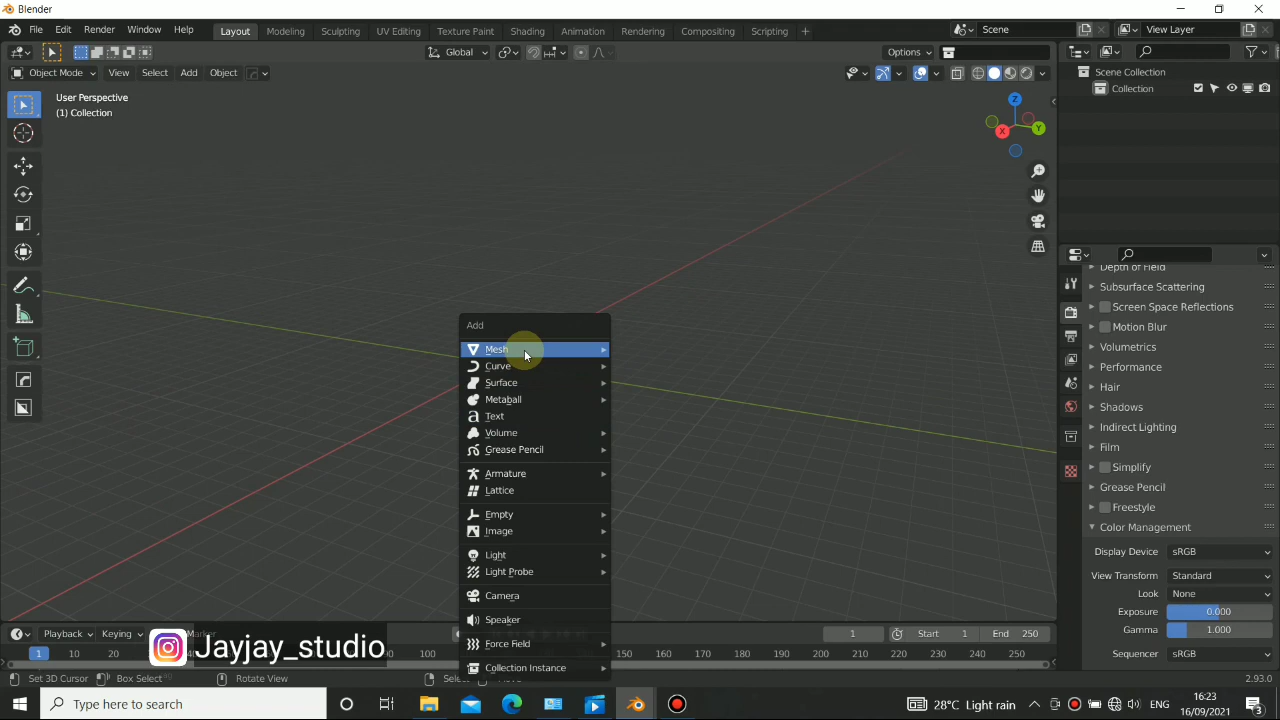 Blender
File Edit Render Window Help Layout Modeling Sculpting UV Editing Texture Paint Shading Animation Rendering Compositing Scripting + Scene View Layer
Global Options
Object Mode View Select Add Object
User Perspective
(1) Collection
Z
Y
X
Scene Collection
Collection
Add
Mesh
Curve
Surface
Metaball
Text
Volume
Grease Pencil
Armature
Lattice
Empty
Image
Light
Light Probe
Camera
Speaker
Force Field
Collection Instance
Depth of Field
Subsurface Scattering
Screen Space Reflections
Motion Blur
Volumetrics
Performance
Hair
Shadows
Indirect Lighting
Film
Simplify
Grease Pencil
Freestyle
Color Management
Display Device sRGB
View Transform Standard
Look None
Exposure 0.000
Gamma 1.000
Sequencer sRGB
Playback Keying Marker 1 Start 1 End 250
Jayjay_studio
1 10 20 100 150 160 170 180 190 200 210 220 230 240 250
Set 3D Cursor Box Select Rotate View Select Move 2.93.0
Type here to search 28°C Light rain ENG 16:23
16/09/2021 3